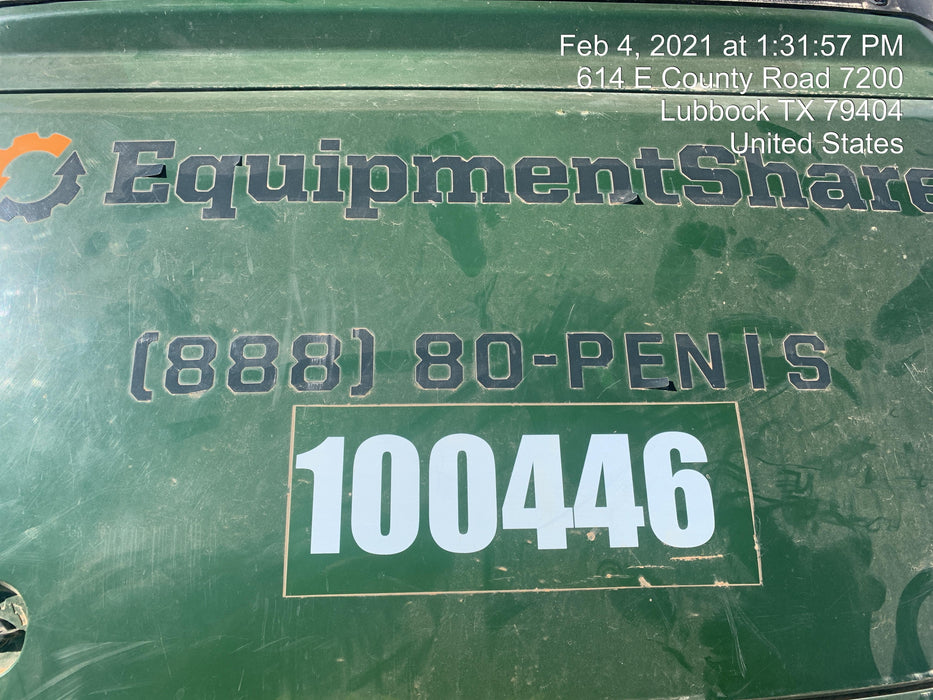 Feb 4, 2021 at 1:31:57 PM
614 E County Road 7200
Lubbock TX 79404
United States
EquipmentShare
(888) 80-PENIS
100446